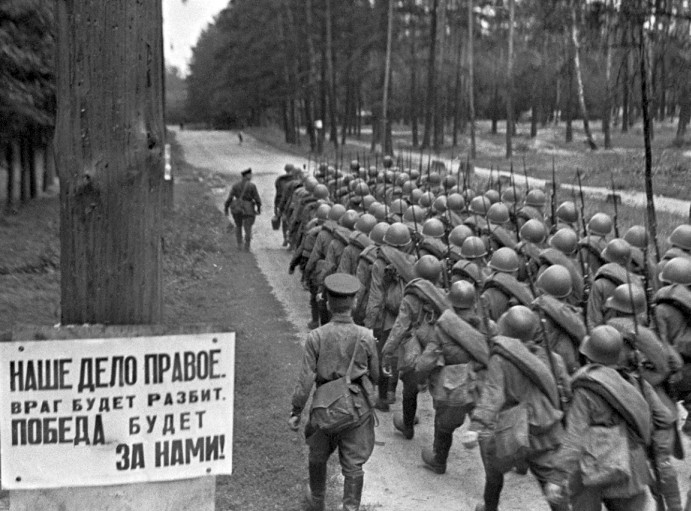 НАШЕ ДЕЛО ПРАВОЕ.
ВРАГ БУДЕТ РАЗБИТ.
ПОБЕДА БУДЕТ
ЗА НАМИ!